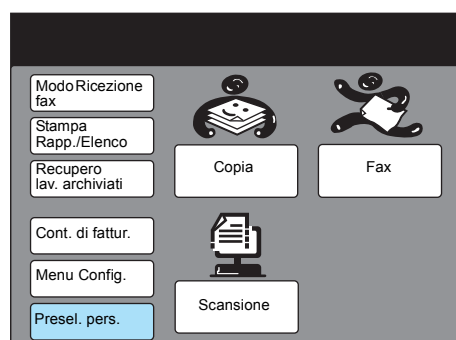 Modo Ricezione
fax
Stampa
Rapp./Elenco
Recupero
lav. archiviati
Copia
Fax
Cont. di fattur.
Menu Config.
Presel. pers.
Scansione